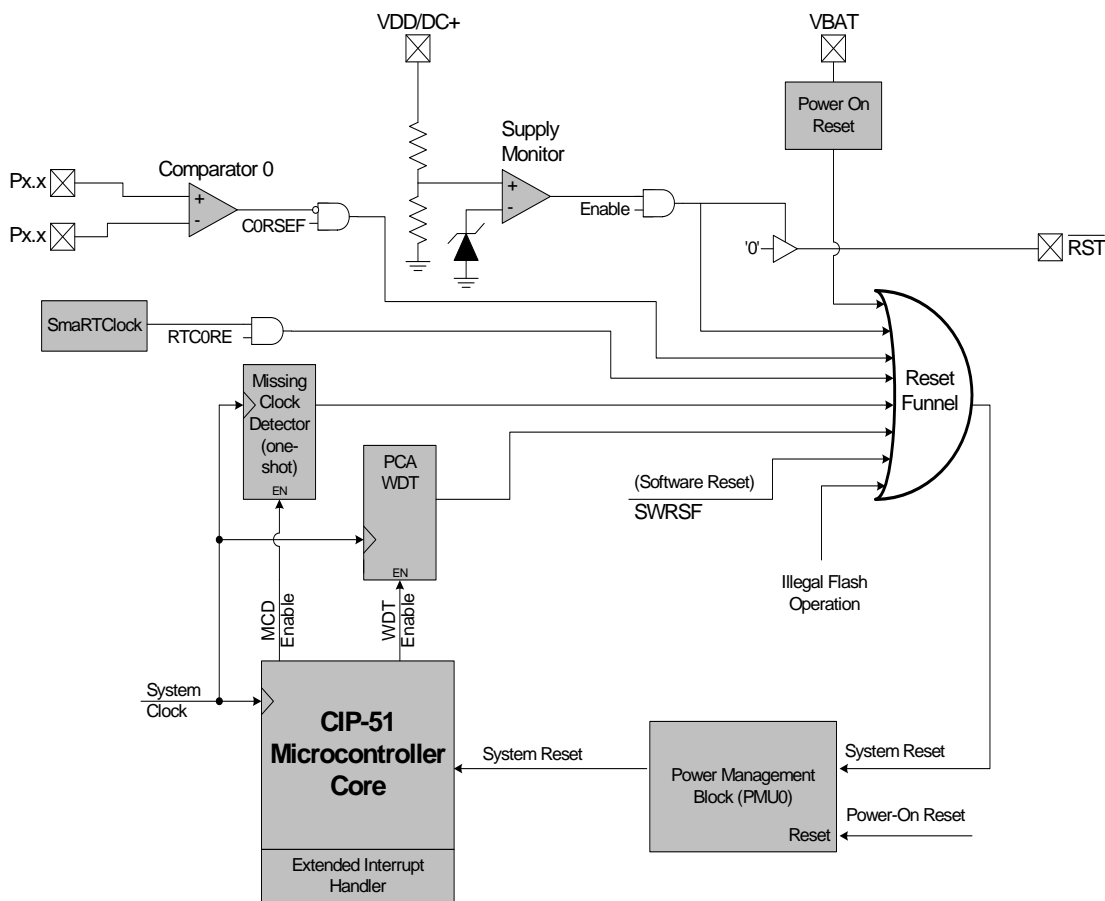 VDD/DC+
VBAT
Power On
Reset
Supply
Monitor
Comparator 0
Px.x
+
-
Px.x
+
-
Enable
C0RSEF
'0'
RST
SmaRTClock
RTC0RE
Missing
Clock
Detector
(one-
shot)
EN
Reset
Funnel
PCA
WDT
EN
(Software Reset)
SWRSF
Illegal Flash
Operation
MCD
Enable
WDT
Enable
System
Clock
CIP-51
Microcontroller
Core
System Reset
Power Management
Block (PMU0)
System Reset
Power-On Reset
Reset
Extended Interrupt
Handler